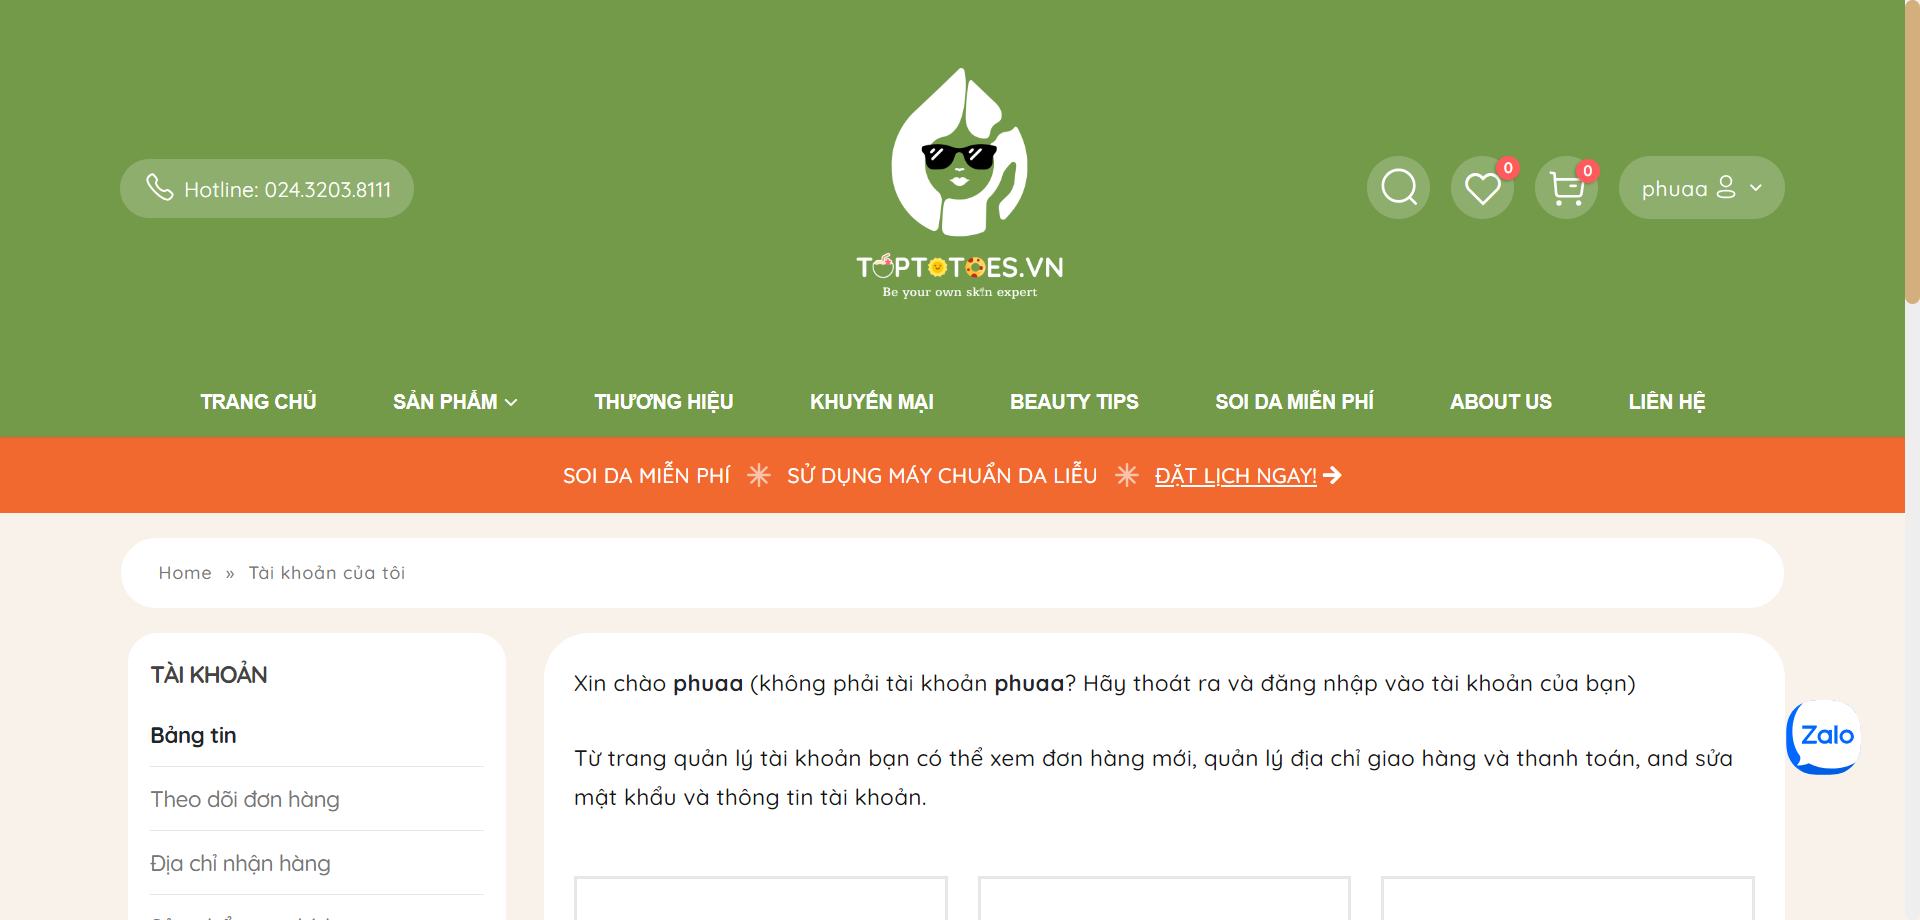 Hotline: 024.3203.8111
TOPTOTOES.VN
Be your own skin expert
0
0
phuaa
TRANG CHỦ
SẢN PHẨM
THƯƠNG HIỆU
KHUYẾN MẠI
BEAUTY TIPS
SOI DA MIỄN PHÍ
ABOUT US
LIÊN HỆ
SOI DA MIỄN PHÍ
SỬ DỤNG MÁY CHUẨN DA LIỄU
ĐẶT LỊCH NGAY!
Home » Tài khoản của tôi
TÀI KHOẢN
Bảng tin
Theo dõi đơn hàng
Địa chỉ nhận hàng
Xin chào phuaa (không phải tài khoản phuaa? Hãy thoát ra và đăng nhập vào tài khoản của bạn)
Từ trang quản lý tài khoản bạn có thể xem đơn hàng mới, quản lý địa chỉ giao hàng và thanh toán, and sửa
mật khẩu và thông tin tài khoản.
Zalo